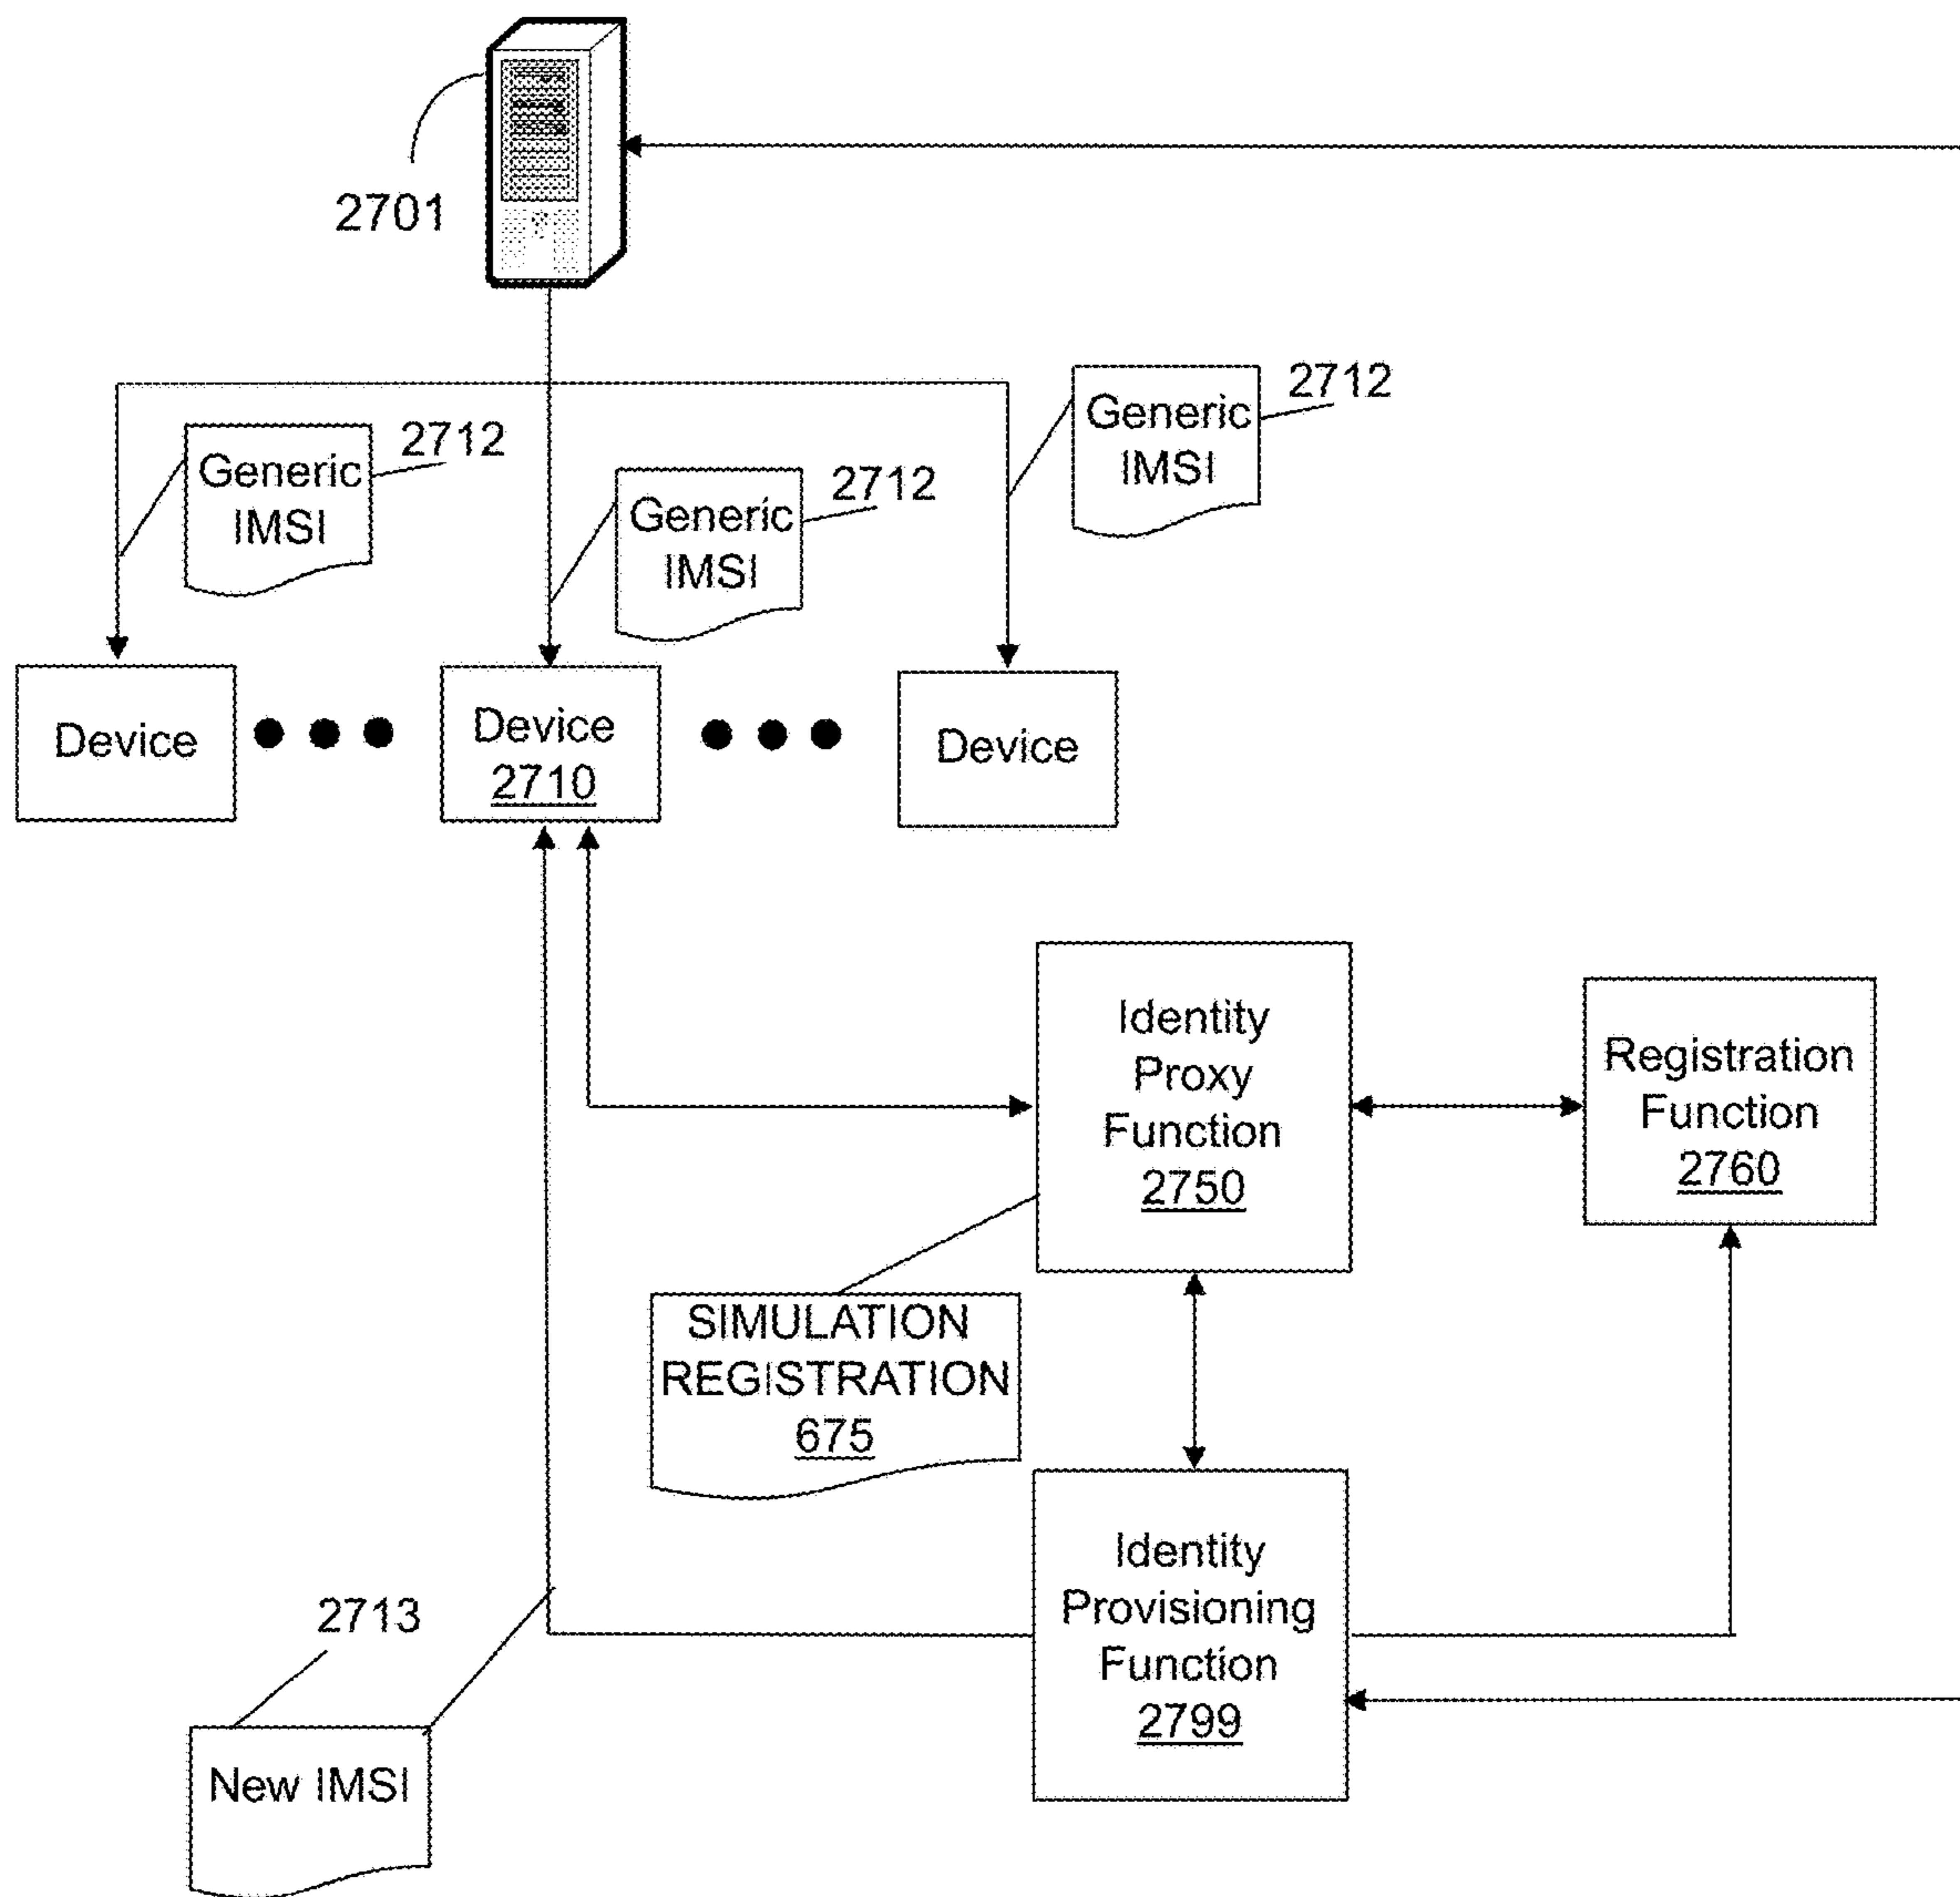 2701
2712
Generic
IMSI
2712
Generic
IMSI
2712
Generic
IMSI
Device
Device
2710
Device
Identity
Proxy
Function
2750
Registration
Function
2760
SIMULATION
REGISTRATION
675
Identity
Provisioning
Function
2799
2713
New IMSI